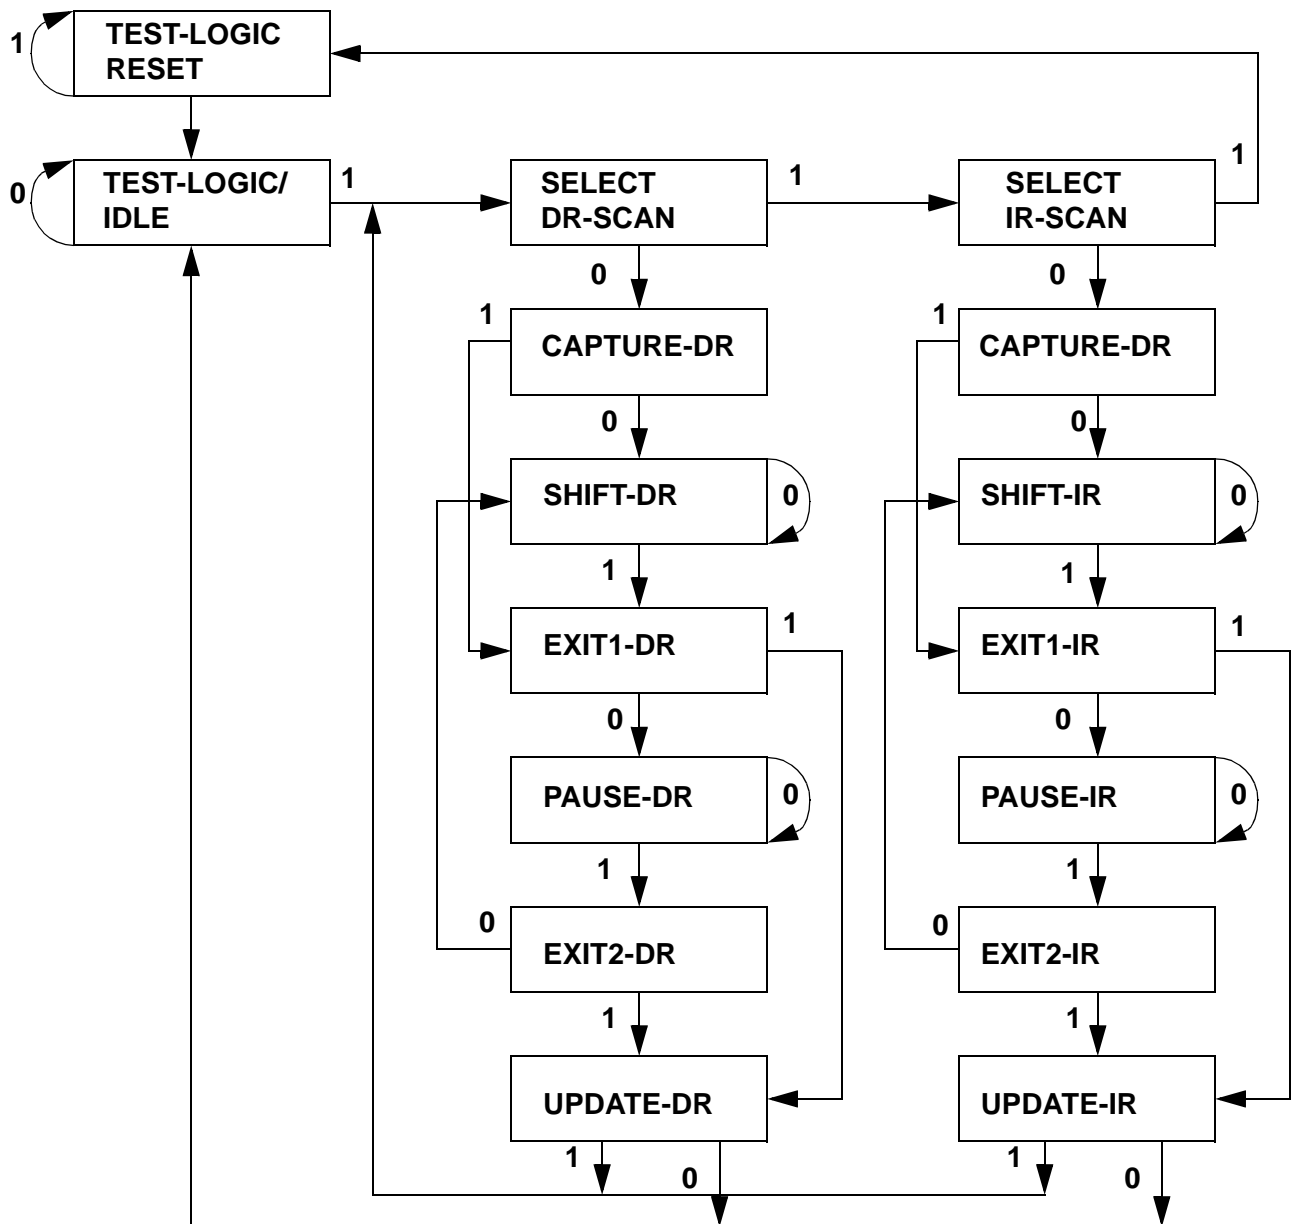 1
TEST-LOGIC
RESET
0
TEST-LOGIC/
IDLE
1
SELECT
DR-SCAN
1
SELECT
IR-SCAN
1
0
0
1
CAPTURE-DR
1
CAPTURE-DR
0
0
SHIFT-DR
0
SHIFT-IR
0
1
1
EXIT1-DR
1
EXIT1-IR
1
0
0
PAUSE-DR
0
PAUSE-IR
0
1
1
0
EXIT2-DR
0
EXIT2-IR
1
1
UPDATE-DR
UPDATE-IR
1
0
1
0